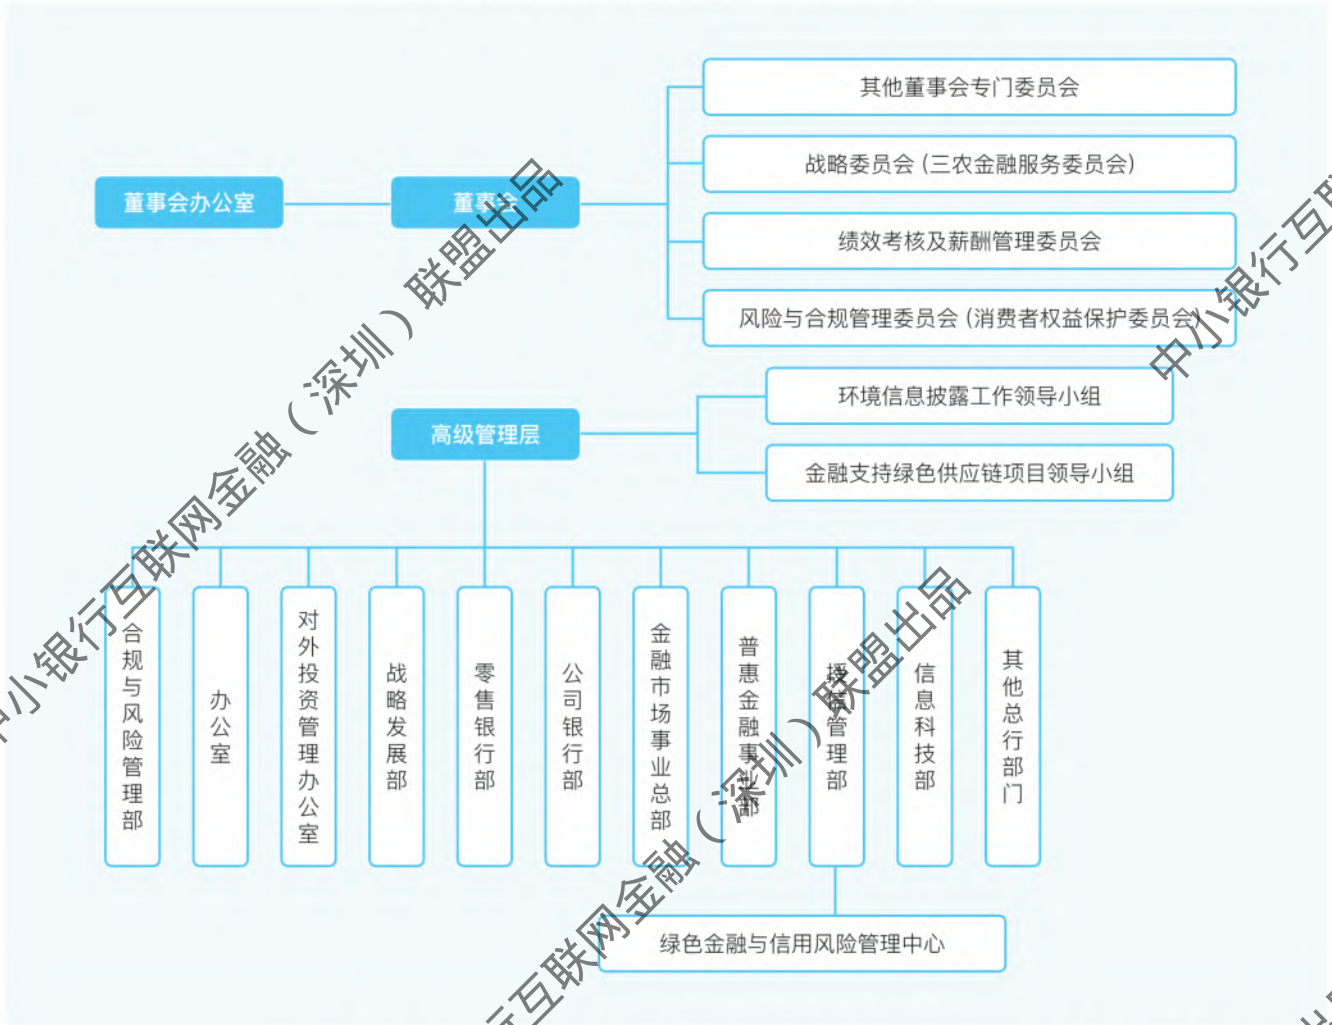 其他董事会专门委员会
战略委员会 (三农金融服务委员会)
董事会办公室
董事会
绩效考核及薪酬管理委员会
风险与合规管理委员会 (消费者权益保护委员会)
环境信息披露工作领导小组
高级管理层
金融支持绿色供应链项目领导小组
合规与风险管理部
办公室
对外投资管理办公室
战略发展部
零售银行部
公司银行部
金融市场事业总部
普惠金融事业部
授信管理部
信息科技部
其他总行部门
绿色金融与信用风险管理中心
中小银行互联网金融（深圳）联盟出品
中小银行互联
行互联网金融（深圳）联盟出品